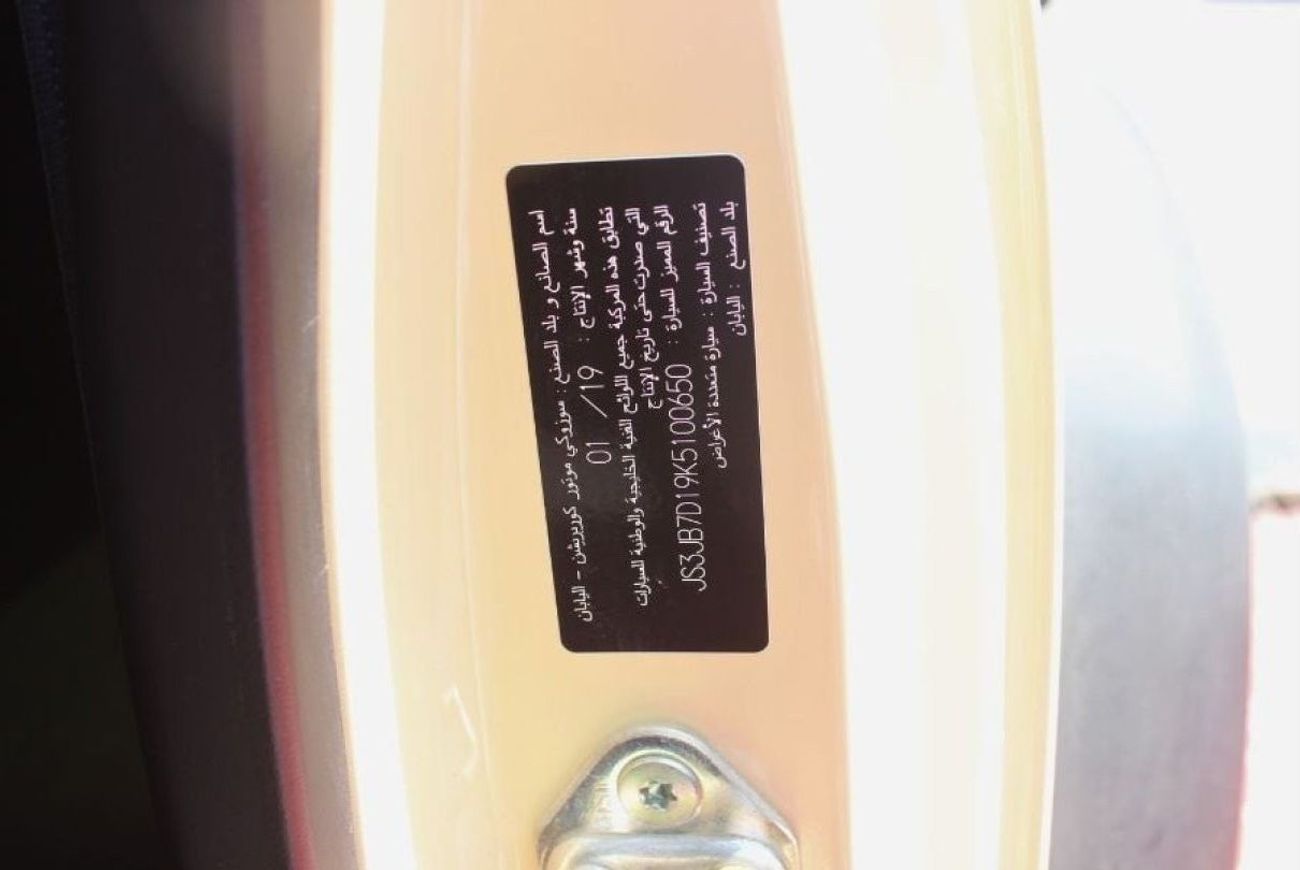 اسم الصانع و بلد الصنع : سوزوكي موتور كوربريشن - اليابان
سنة وشهر الإنتاج : 01 /19
تطابق هذه المركبة جميع اللوائح الفنية الخليجية والوطنية للسيارات
التي صدرت حتى تاريخ الإنتاج
الرقم المميز للسيارة : JS3JB7D19K5100650
تصنيف السيارة : سيارة متعددة الأغراض
بلد الصنع : اليابان